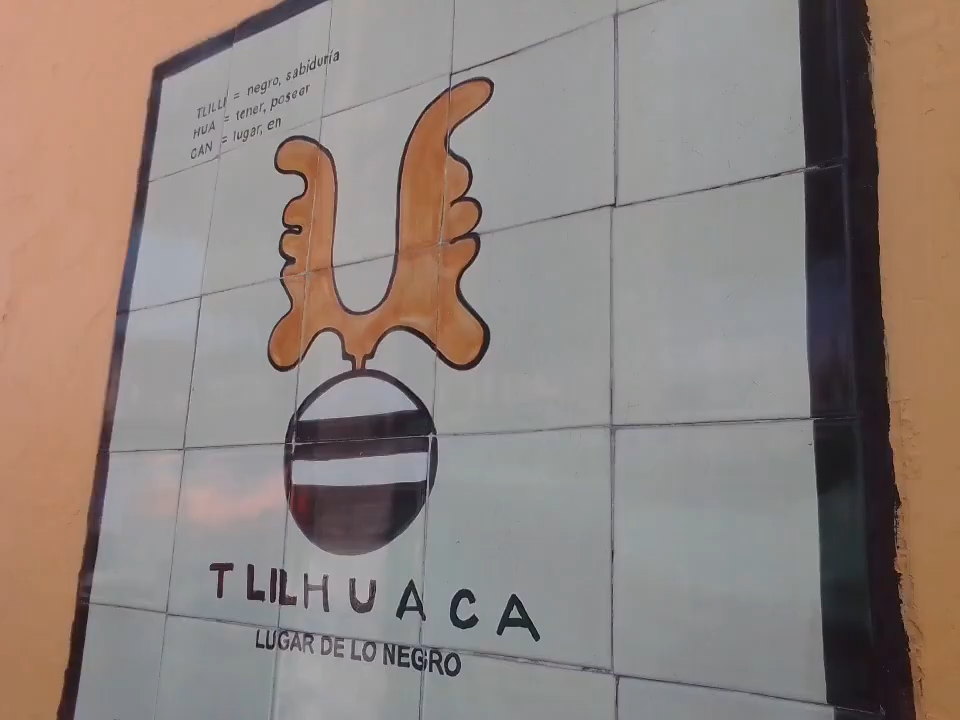 TLILLI = negro, sabiduría
HUA = tener, poseer
CAN = lugar, en
TLILHUACA
LUGAR DE LO NEGRO